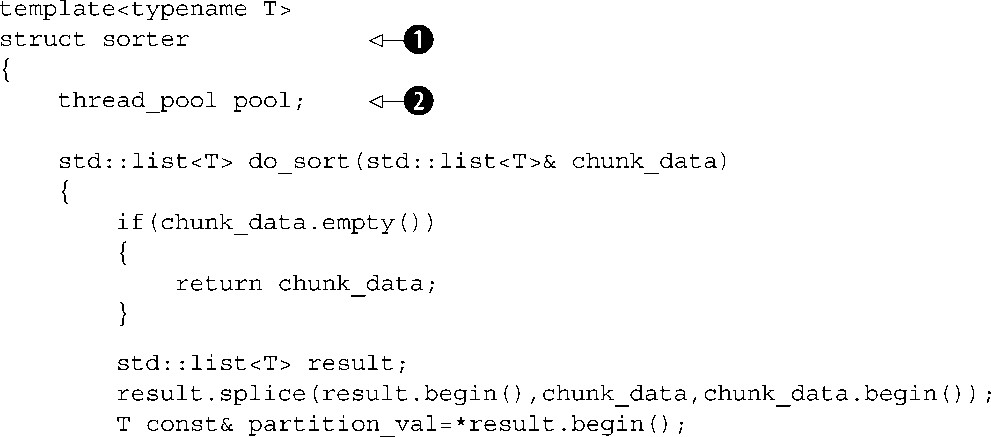 template<typename T>
struct sorter ❶
{
thread_pool pool; ❷
std::list<T> do_sort(std::list<T>& chunk_data)
{
if(chunk_data.empty())
{
return chunk_data;
}
std::list<T> result;
result.splice(result.begin(),chunk_data,chunk_data.begin());
T const& partition_val=*result.begin();